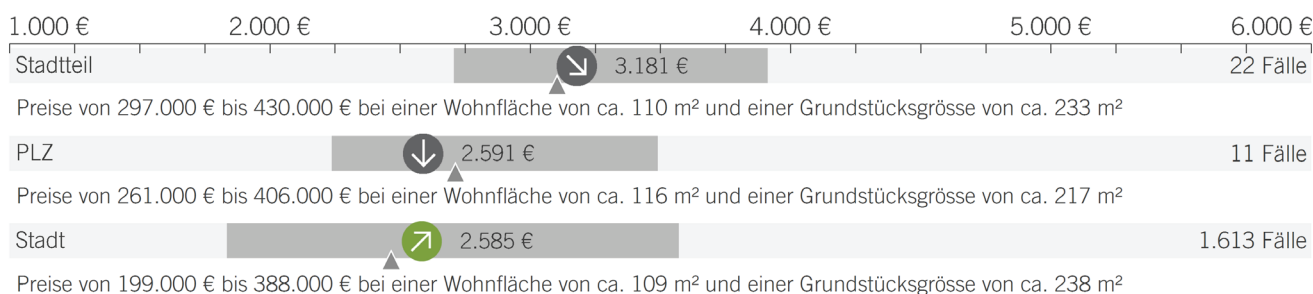 1.000 € 2.000 € 3.000 € 4.000 € 5.000 € 6.000 €
Stadtteil 3.181 € 22 Fälle
Preise von 297.000 € bis 430.000 € bei einer Wohnfläche von ca. 110 m² und einer Grundstücksgrösse von ca. 233 m²
PLZ 2.591 € 11 Fälle
Preise von 261.000 € bis 406.000 € bei einer Wohnfläche von ca. 116 m² und einer Grundstücksgrösse von ca. 217 m²
Stadt 2.585 € 1.613 Fälle
Preise von 199.000 € bis 388.000 € bei einer Wohnfläche von ca. 109 m² und einer Grundstücksgrösse von ca. 238 m²